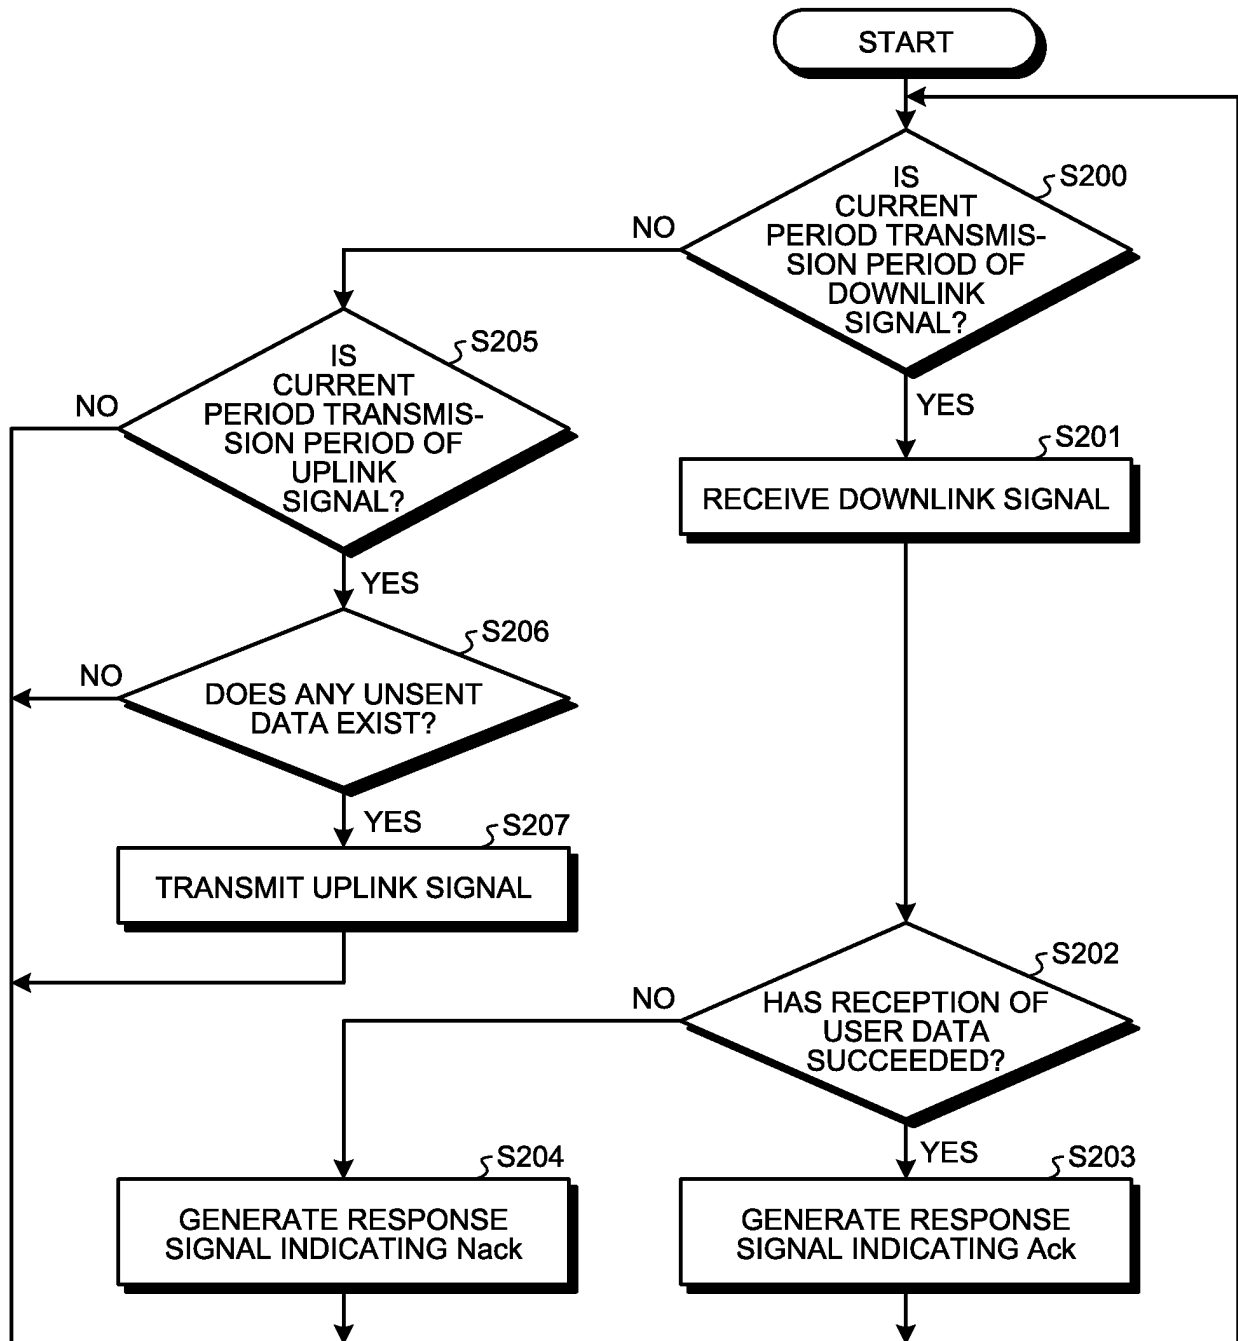 START
S200
IS
CURRENT
PERIOD TRANSMIS-
SION PERIOD OF
DOWNLINK
SIGNAL?
NO
YES
S205
IS
CURRENT
PERIOD TRANSMIS-
SION PERIOD OF
UPLINK
SIGNAL?
NO
YES
S201
RECEIVE DOWNLINK SIGNAL
S206
DOES ANY UNSENT
DATA EXIST?
NO
YES
S207
TRANSMIT UPLINK SIGNAL
S202
HAS RECEPTION OF
USER DATA
SUCCEEDED?
NO
YES
S204
GENERATE RESPONSE
SIGNAL INDICATING Nack
S203
GENERATE RESPONSE
SIGNAL INDICATING Ack